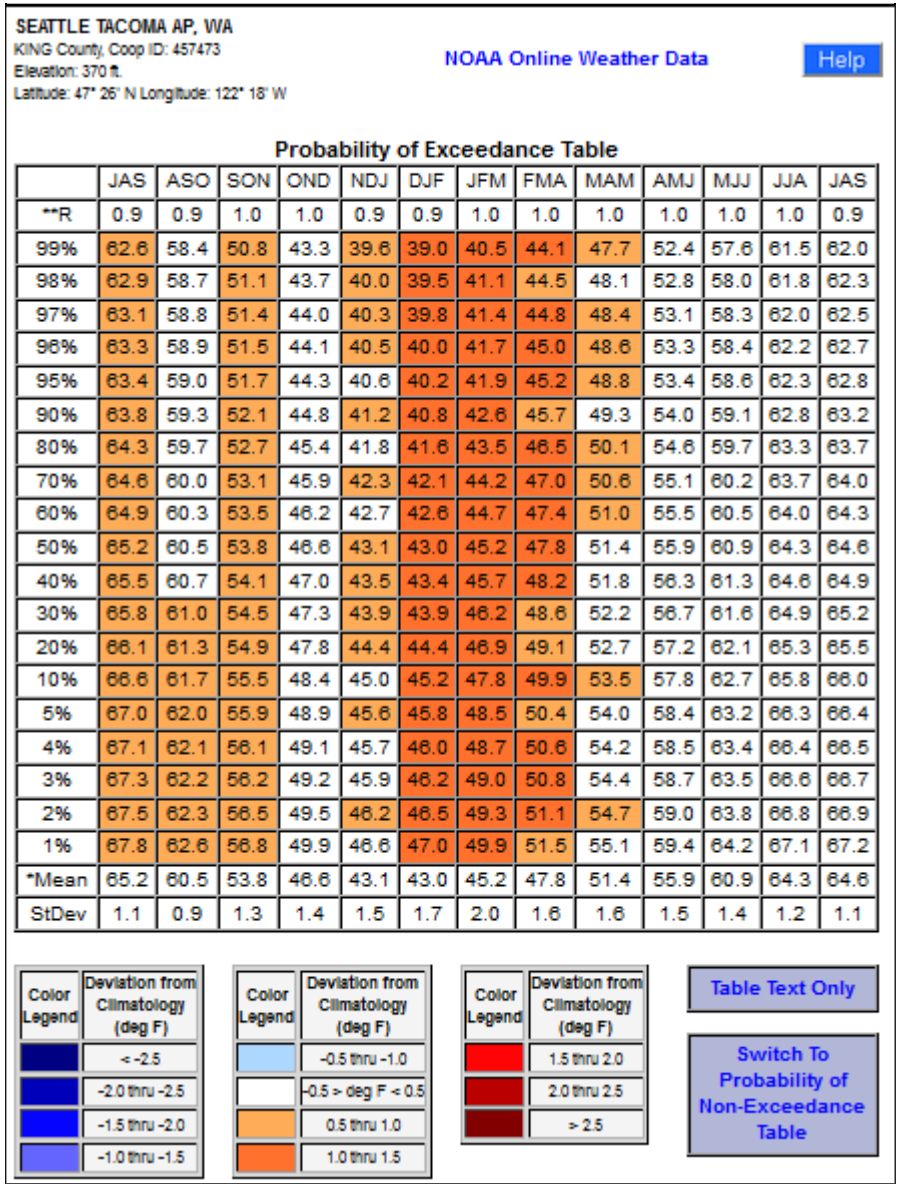 SEATTLE TACOMA AP, WA
KING County, Coop ID: 457473
Elevation: 370 ft.
Latitude: 47° 26' N Longitude: 122° 18' W
NOAA Online Weather Data
Help
Probability of Exceedance Table
JAS ASO SON OND NDJ DJF JFM FMA MAM AMJ MJJ JJA JAS
**R 0.9 0.9 1.0 1.0 0.9 0.9 1.0 1.0 1.0 1.0 1.0 1.0 0.9
99% 62.6 58.4 50.8 43.3 39.6 39.0 40.5 44.1 47.7 52.4 57.6 61.5 62.0
98% 62.9 58.7 51.1 43.7 40.0 39.5 41.1 44.5 48.1 52.8 58.0 61.8 62.3
97% 63.1 58.8 51.4 44.0 40.3 39.8 41.4 44.8 48.4 53.1 58.3 62.0 62.5
96% 63.3 58.9 51.5 44.1 40.5 40.0 41.7 45.0 48.6 53.3 58.4 62.2 62.7
95% 63.4 59.0 51.7 44.3 40.6 40.2 41.9 45.2 48.8 53.4 58.6 62.3 62.8
90% 63.8 59.3 52.1 44.8 41.2 40.8 42.6 45.7 49.3 54.0 59.1 62.8 63.2
80% 64.3 59.7 52.7 45.4 41.8 41.6 43.5 46.5 50.1 54.6 59.7 63.3 63.7
70% 64.6 60.0 53.1 45.9 42.3 42.1 44.2 47.0 50.6 55.1 60.2 63.7 64.0
60% 64.9 60.3 53.5 46.2 42.7 42.6 44.7 47.4 51.0 55.5 60.5 64.0 64.3
50% 65.2 60.5 53.8 46.6 43.1 43.0 45.2 47.8 51.4 55.9 60.9 64.3 64.6
40% 65.5 60.7 54.1 47.0 43.5 43.4 45.7 48.2 51.8 56.3 61.3 64.6 64.9
30% 65.8 61.0 54.5 47.3 43.9 43.9 46.2 48.6 52.2 56.7 61.6 64.9 65.2
20% 66.1 61.3 54.9 47.8 44.4 44.4 46.9 49.1 52.7 57.2 62.1 65.3 65.5
10% 66.6 61.7 55.5 48.4 45.0 45.2 47.8 49.9 53.5 57.8 62.7 65.8 66.0
5% 67.0 62.0 55.9 48.9 45.6 45.8 48.5 50.4 54.0 58.4 63.2 66.3 66.4
4% 67.1 62.1 56.1 49.1 45.7 46.0 48.7 50.6 54.2 58.5 63.4 66.4 66.5
3% 67.3 62.2 56.2 49.2 45.9 46.2 49.0 50.8 54.4 58.7 63.5 66.6 66.7
2% 67.5 62.3 56.5 49.5 46.2 46.5 49.3 51.1 54.7 59.0 63.8 66.8 66.9
1% 67.8 62.6 56.8 49.9 46.6 47.0 49.9 51.5 55.1 59.4 64.2 67.1 67.2
*Mean 65.2 60.5 53.8 46.6 43.1 43.0 45.2 47.8 51.4 55.9 60.9 64.3 64.6
StDev 1.1 0.9 1.3 1.4 1.5 1.7 2.0 1.6 1.6 1.5 1.4 1.2 1.1
Color
Legend
Deviation from
Climatology
(deg F)
< -2.5
-2.0 thru -2.5
-1.5 thru -2.0
-1.0 thru -1.5
Color
Legend
Deviation from
Climatology
(deg F)
-0.5 thru -1.0
-0.5 > deg F < 0.5
0.5 thru 1.0
1.0 thru 1.5
Color
Legend
Deviation from
Climatology
(deg F)
1.5 thru 2.0
2.0 thru 2.5
> 2.5
Table Text Only
Switch To
Probability of
Non-Exceedance
Table